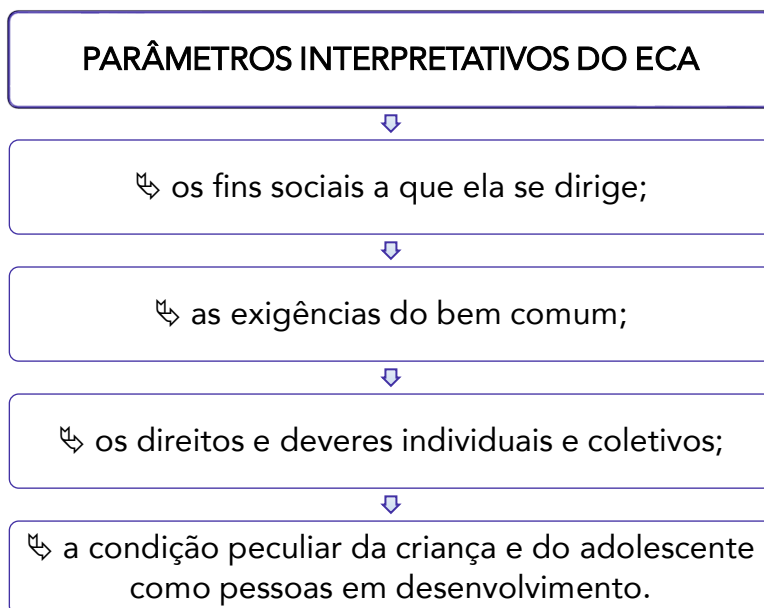 PARÂMETROS INTERPRETATIVOS DO ECA
os fins sociais a que ela se dirige;
as exigências do bem comum;
os direitos e deveres individuais e coletivos;
a condição peculiar da criança e do adolescente
como pessoas em desenvolvimento.